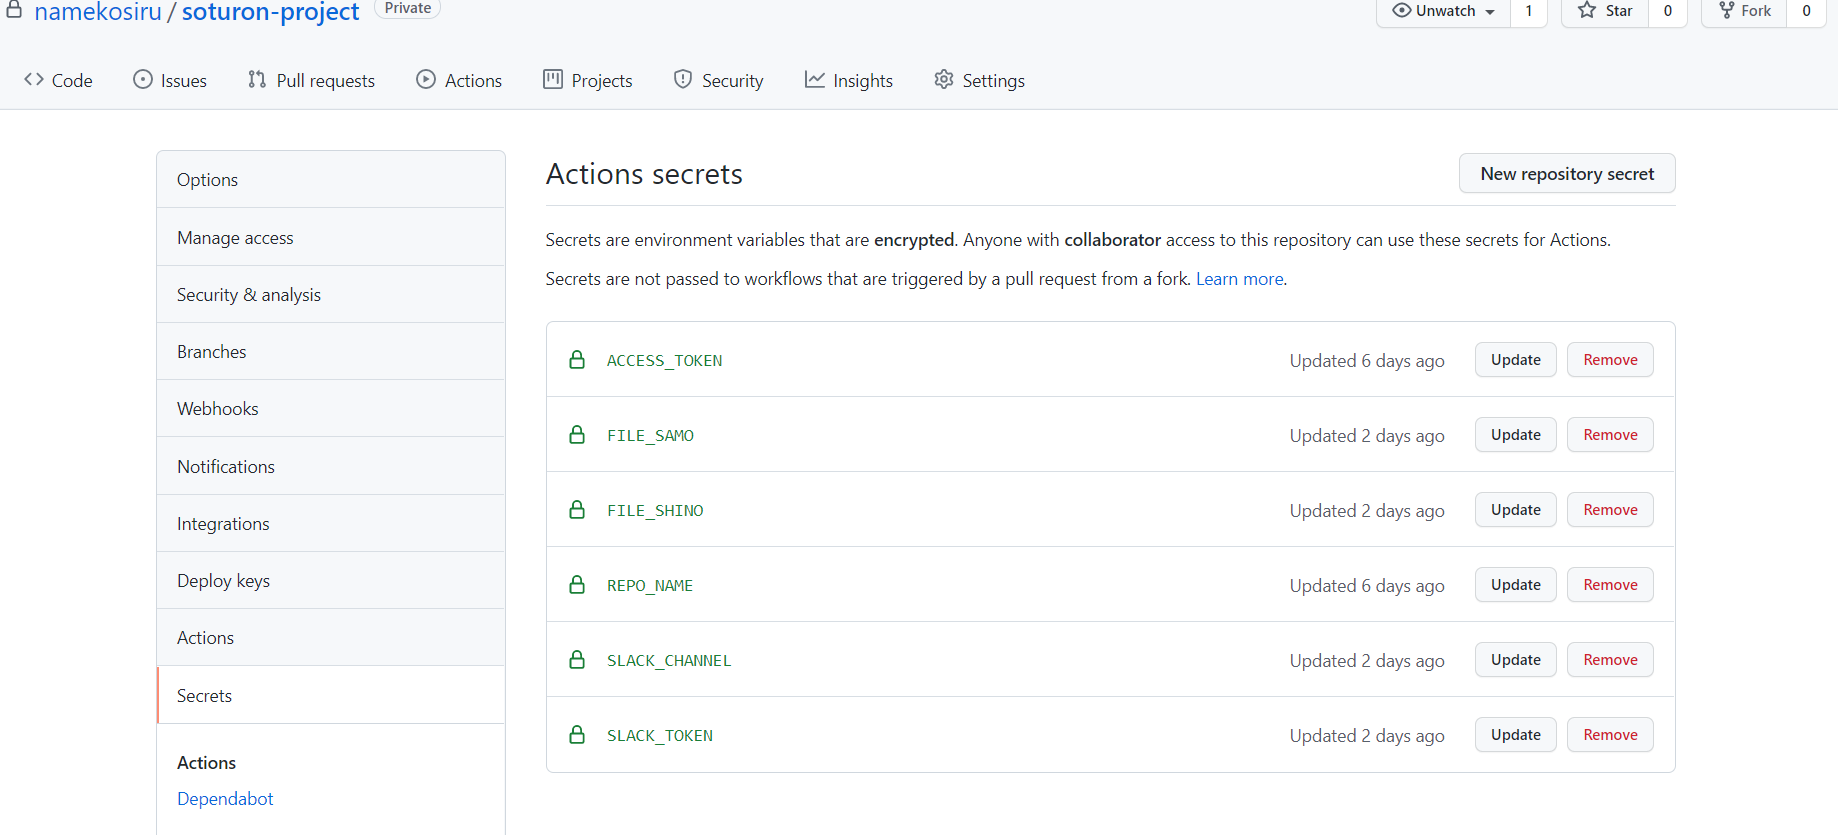 namekosiru / soturon-project Private
Unwatch 1 Star 0 Fork 0
Code Issues Pull requests Actions Projects Security Insights Settings
Options
Manage access
Security & analysis
Branches
Webhooks
Notifications
Integrations
Deploy keys
Actions
Secrets
Actions
Dependabot
Actions secrets
New repository secret
Secrets are environment variables that are encrypted. Anyone with collaborator access to this repository can use these secrets for Actions.
Secrets are not passed to workflows that are triggered by a pull request from a fork. Learn more.
ACCESS_TOKEN Updated 6 days ago Update Remove
FILE_SAMO Updated 2 days ago Update Remove
FILE_SHINO Updated 2 days ago Update Remove
REPO_NAME Updated 6 days ago Update Remove
SLACK_CHANNEL Updated 2 days ago Update Remove
SLACK_TOKEN Updated 2 days ago Update Remove